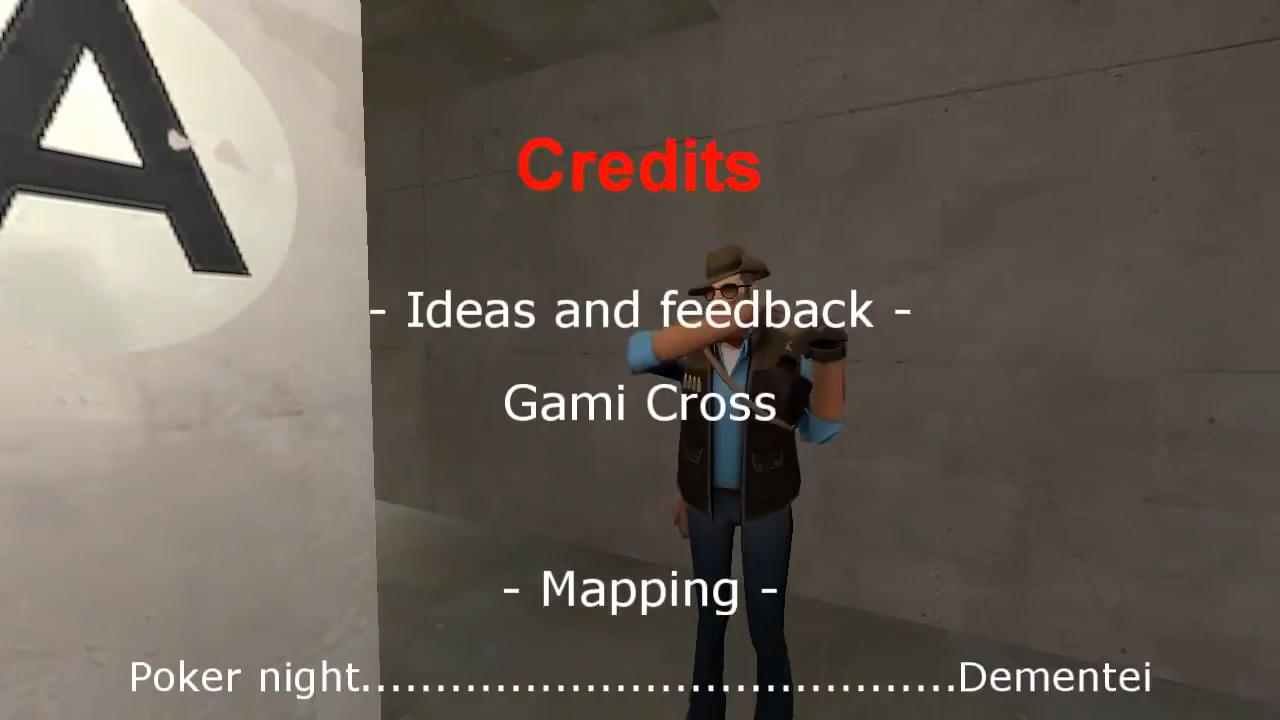 A
Credits
- Ideas and feedback -
Gami Cross
- Mapping -
Poker night........................................Dementei